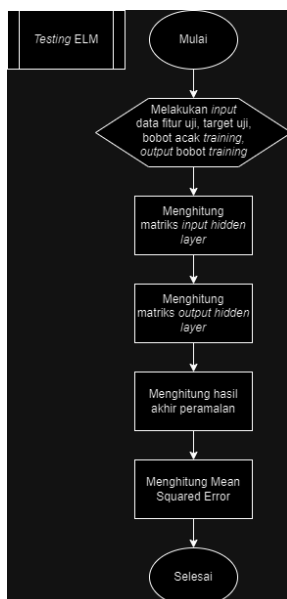 Testing ELM
Mulai
Melakukan input
data fitur uji, target uji,
bobot acak training,
output bobot training
Menghitung
matriks input hidden
layer
Menghitung
matriks output hidden
layer
Menghitung hasil
akhir peramalan
Menghitung Mean
Squared Error
Selesai